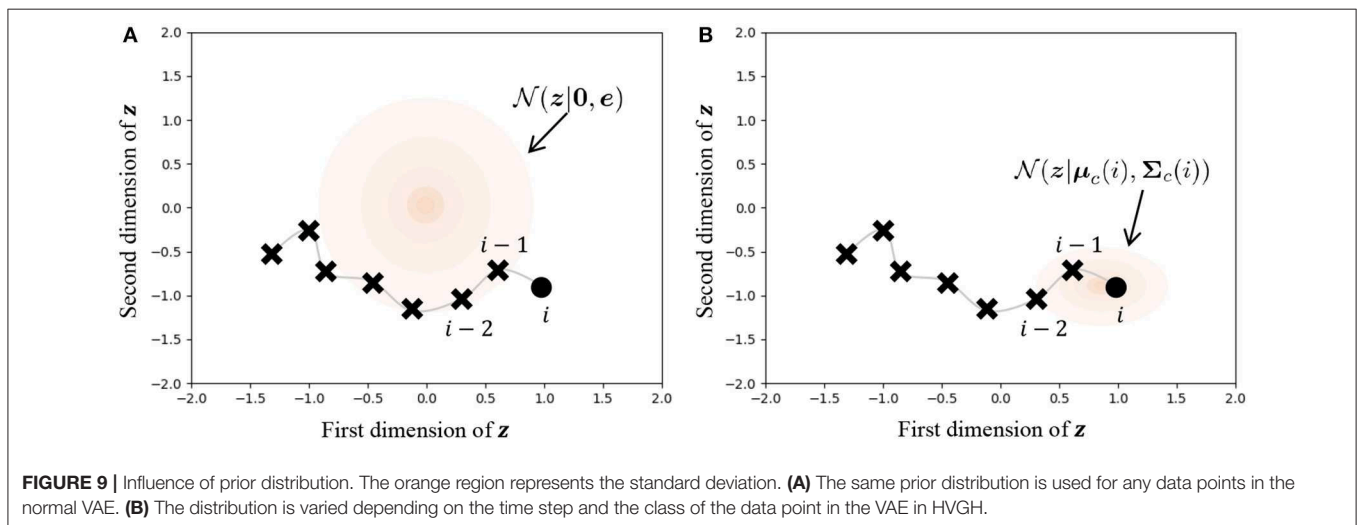 A
2.0
1.5
1.0
0.5
0.0
−0.5
−1.0
−1.5
−2.0
Second dimension of z
𝒩(z|0, e)
i − 1
i − 2
i
−2.0 −1.5 −1.0 −0.5 0.0 0.5 1.0 1.5 2.0
First dimension of z
B
2.0
1.5
1.0
0.5
0.0
−0.5
−1.0
−1.5
−2.0
Second dimension of z
𝒩(z|μ_c(i), Σ_c(i))
i − 1
i − 2
i
−2.0 −1.5 −1.0 −0.5 0.0 0.5 1.0 1.5 2.0
First dimension of z
FIGURE 9 | Influence of prior distribution. The orange region represents the standard deviation. (A) The same prior distribution is used for any data points in the
normal VAE. (B) The distribution is varied depending on the time step and the class of the data point in the VAE in HVGH.